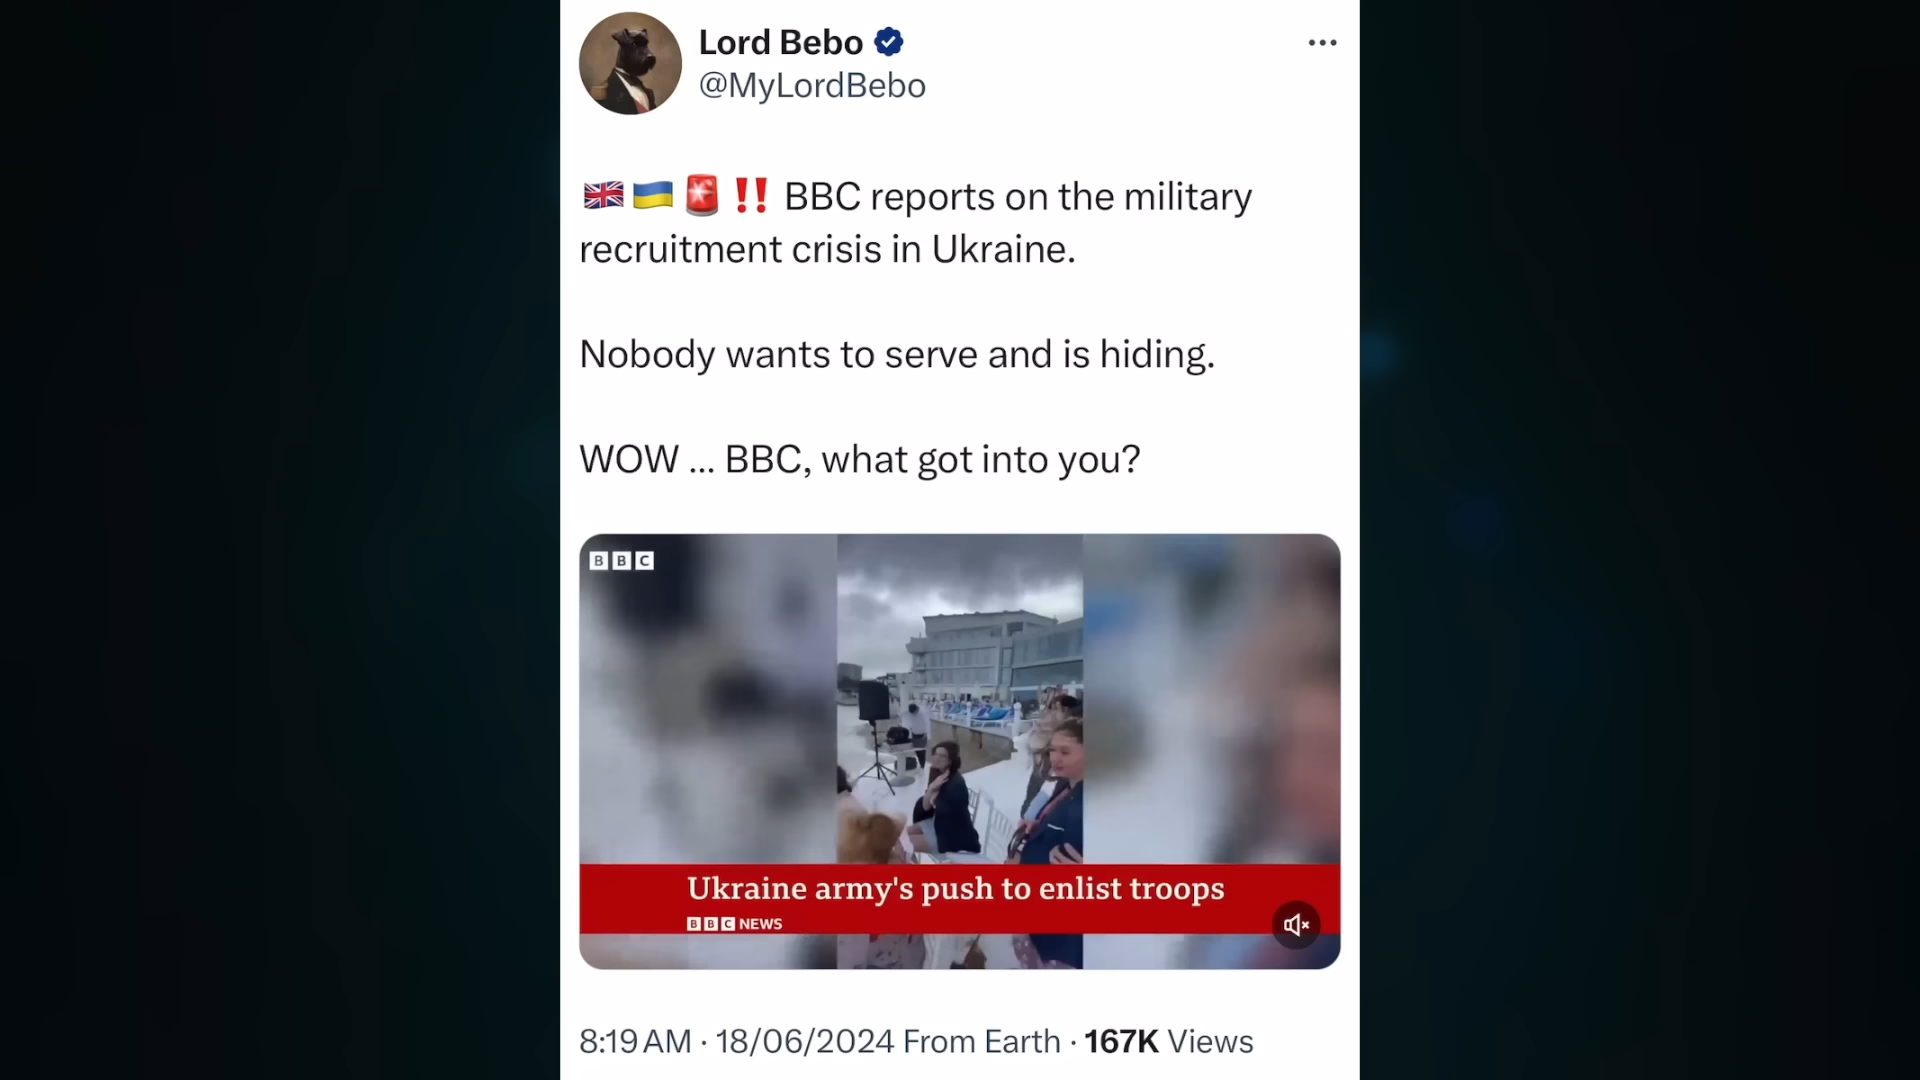 Lord Bebo
@MyLordBebo
🇬🇧🇺🇦🚨‼️ BBC reports on the military
recruitment crisis in Ukraine.
Nobody wants to serve and is hiding.
WOW ... BBC, what got into you?
BBC
Ukraine army's push to enlist troops
BBC NEWS
8:19 AM · 18/06/2024 From Earth · 167K Views